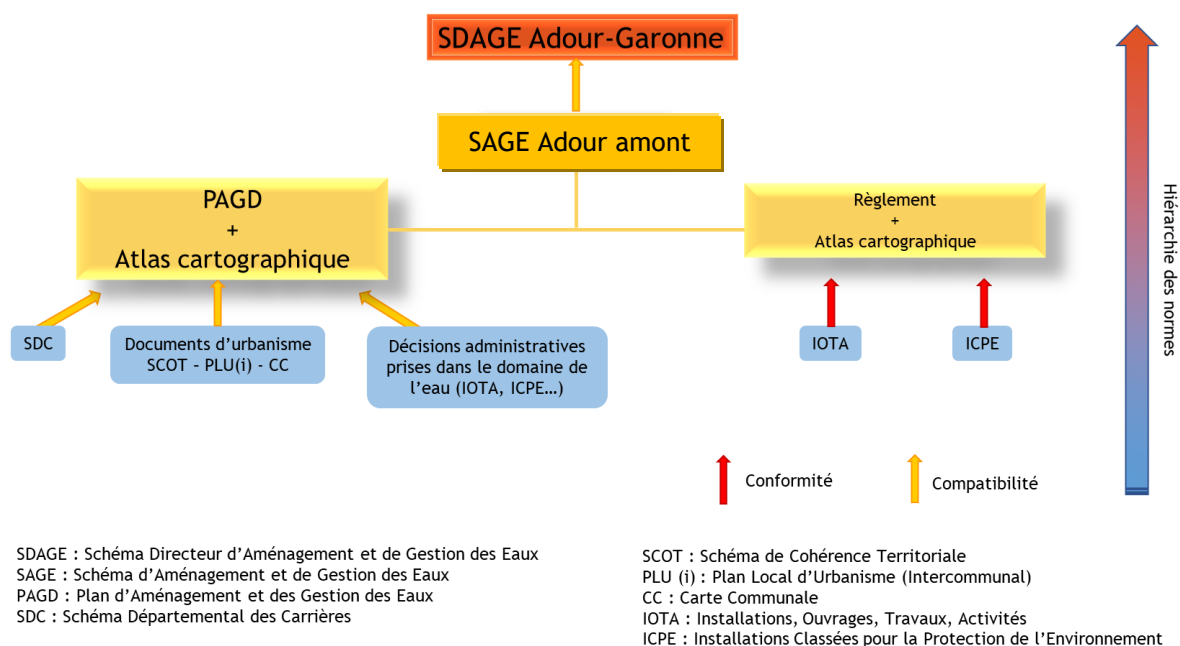 SDAGE Adour-Garonne
SAGE Adour amont
PAGD
+
Atlas cartographique
Règlement
+
Atlas cartographique
SDC
Documents d’urbanisme
SCOT – PLU(i) - CC
Décisions administratives
prises dans le domaine de
l’eau (IOTA, ICPE…)
IOTA
ICPE
Hiérarchie des normes
Conformité
Compatibilité
SDAGE : Schéma Directeur d’Aménagement et de Gestion des Eaux
SAGE : Schéma d’Aménagement et de Gestion des Eaux
PAGD : Plan d’Aménagement et des Gestion des Eaux
SDC : Schéma Départemental des Carrières
SCOT : Schéma de Cohérence Territoriale
PLU (i) : Plan Local d’Urbanisme (Intercommunal)
CC : Carte Communale
IOTA : Installations, Ouvrages, Travaux, Activités
ICPE : Installations Classées pour la Protection de l’Environnement